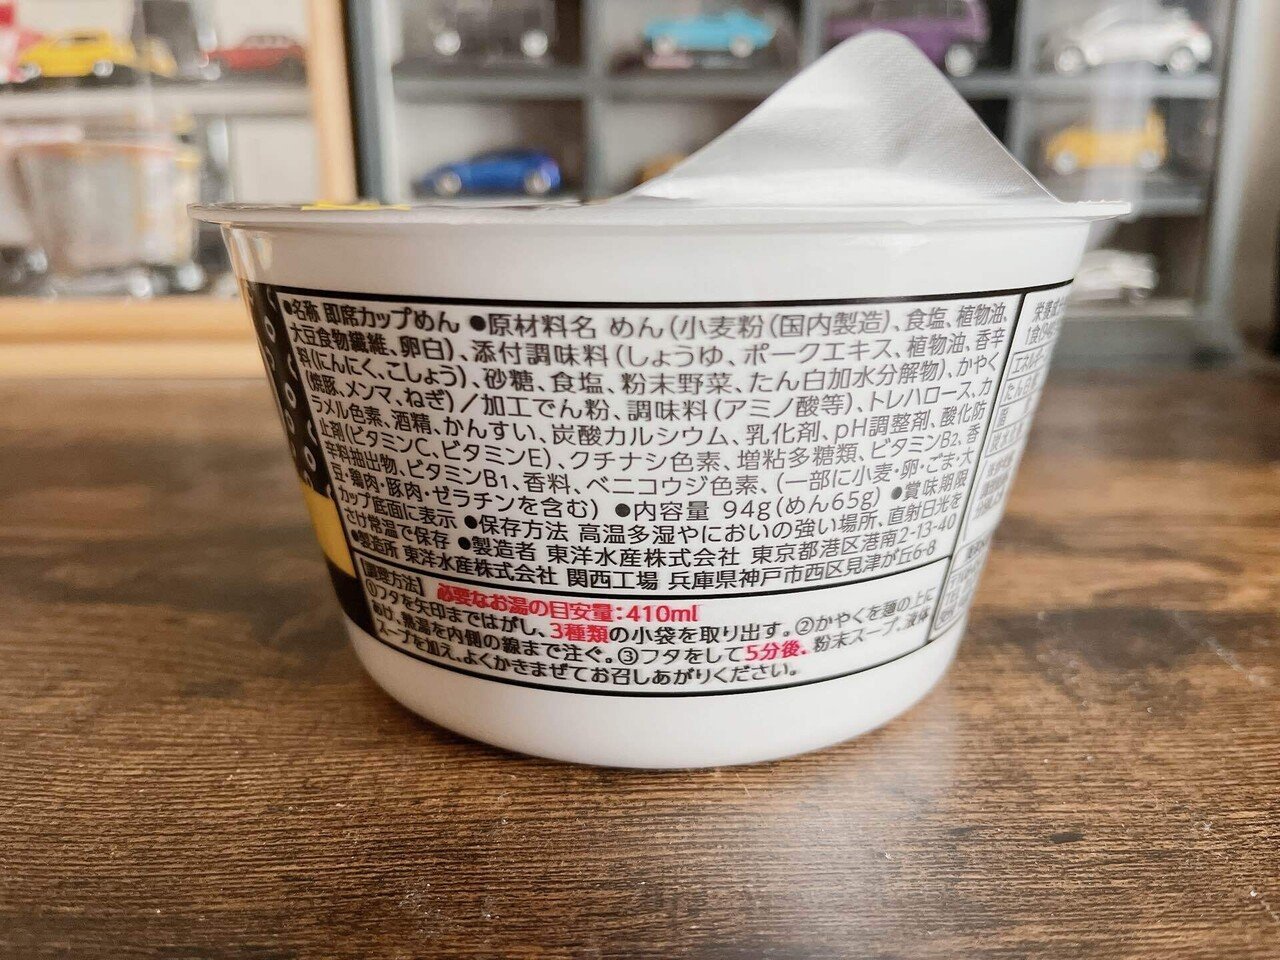 ●名称 即席カップめん ●原材料名 めん(小麦粉(国内製造)、食塩、植物油、
大豆食物繊維、卵白)、添付調味料(しょうゆ、ポークエキス、植物油、香辛
料(にんにく、こしょう)、砂糖、食塩、粉末野菜、たん白加水分解物)、かやく
(焼豚、メンマ、ねぎ)/加工でん粉、調味料(アミノ酸等)、トレハロース、カ
ラメル色素、酒精、かんすい、炭酸カルシウム、乳化剤、pH調整剤、酸化防
止剤(ビタミンC、ビタミンE)、クチナシ色素、増粘多糖類、ビタミンB2、香
辛料抽出物、ビタミンB1、香料、ベニコウジ色素、(一部に小麦・卵・ごま・大
豆・鶏肉・豚肉・ゼラチンを含む) ●内容量 94g(めん65g) ●賞味期限
カップ底面に表示 ●保存方法 高温多湿やにおいの強い場所、直射日光を
さけ常温で保存 ●製造者 東洋水産株式会社 東京都港区港南2-13-40
●製造所 東洋水産株式会社 関西工場 兵庫県神戸市西区見津が丘6-8
[調理方法] 必要なお湯の目安量:410ml
①フタを矢印まではがし、3種類の小袋を取り出す。②かやくを麺の上に
あけ、熱湯を内側の線まで注ぐ。③フタをして5分後、粉末スープ、液体
スープを加え、よくかきまぜてお召しあがりください。
栄養成
1食(94
エネルギー
たん白